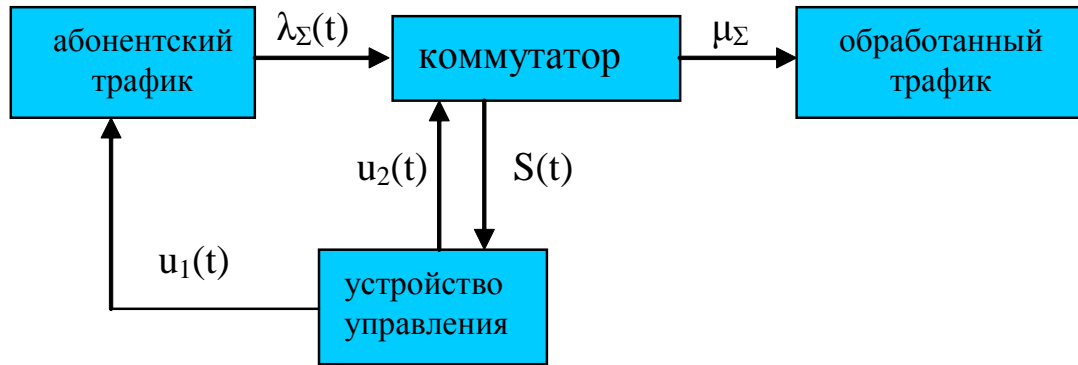 абонентский
трафик
λΣ(t)
коммутатор
μΣ
обработанный
трафик
u₂(t)
S(t)
u₁(t)
устройство
управления